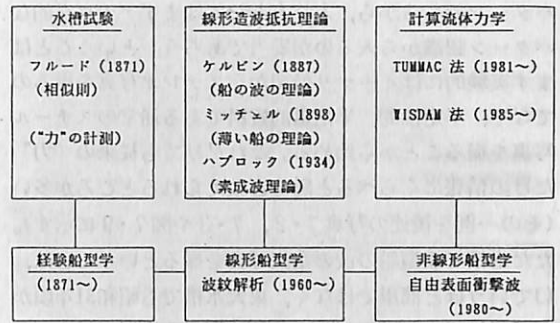 水槽試験
フルード (1871)
(相似則)
("力"の計測)
経験船型学
(1871~)
線形造波抵抗理論
ケルビン (1887)
(船の波の理論)
ミッチェル (1898)
(薄い船の理論)
ハブロック (1934)
(素成波理論)
線形船型学
波紋解析 (1960~)
計算流体力学
TUMMAC 法 (1981~)
WISDAM 法 (1985~)
非線形船型学
自由表面衝撃波
(1980~)